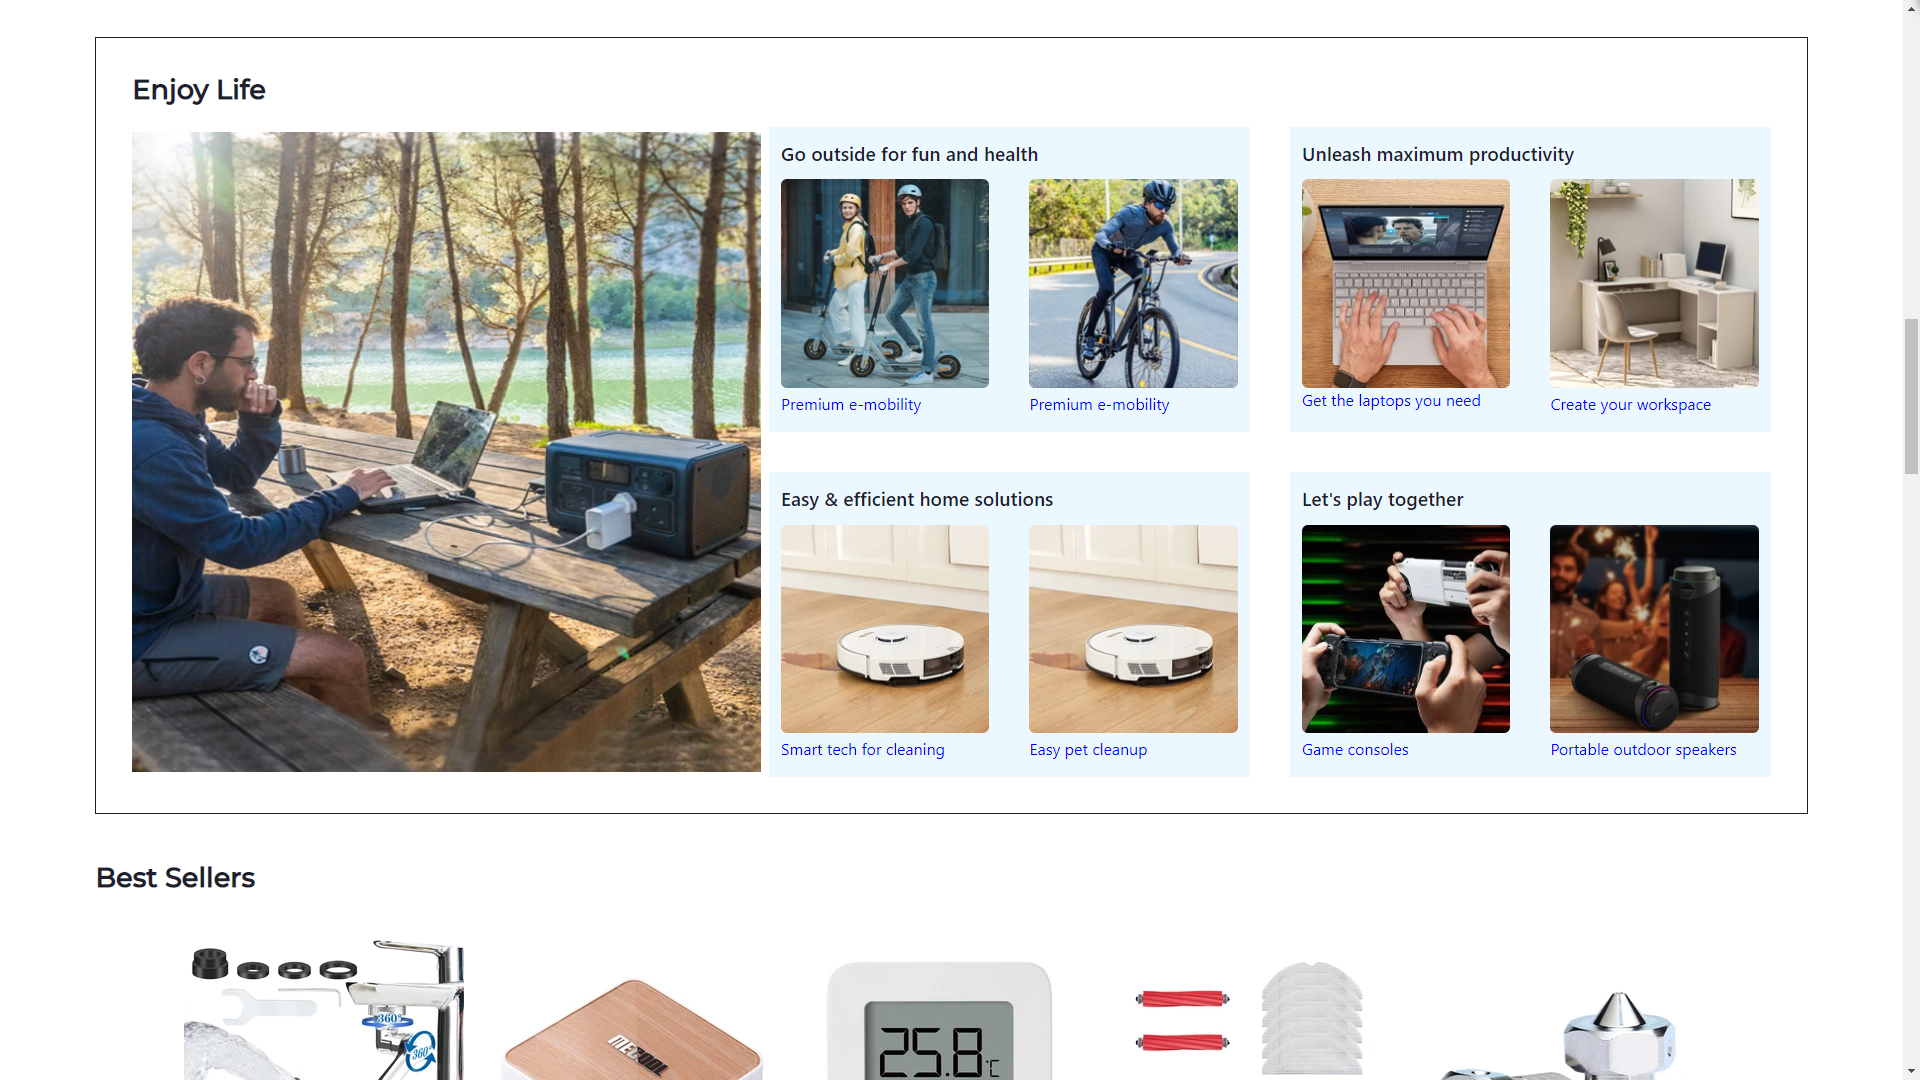 Enjoy Life
Go outside for fun and health
Premium e-mobility
Premium e-mobility
Unleash maximum productivity
Get the laptops you need
Create your workspace
Easy & efficient home solutions
Smart tech for cleaning
Easy pet cleanup
Let's play together
Game consoles
Portable outdoor speakers
Best Sellers
360°
360°
MECOOL
25.8°C